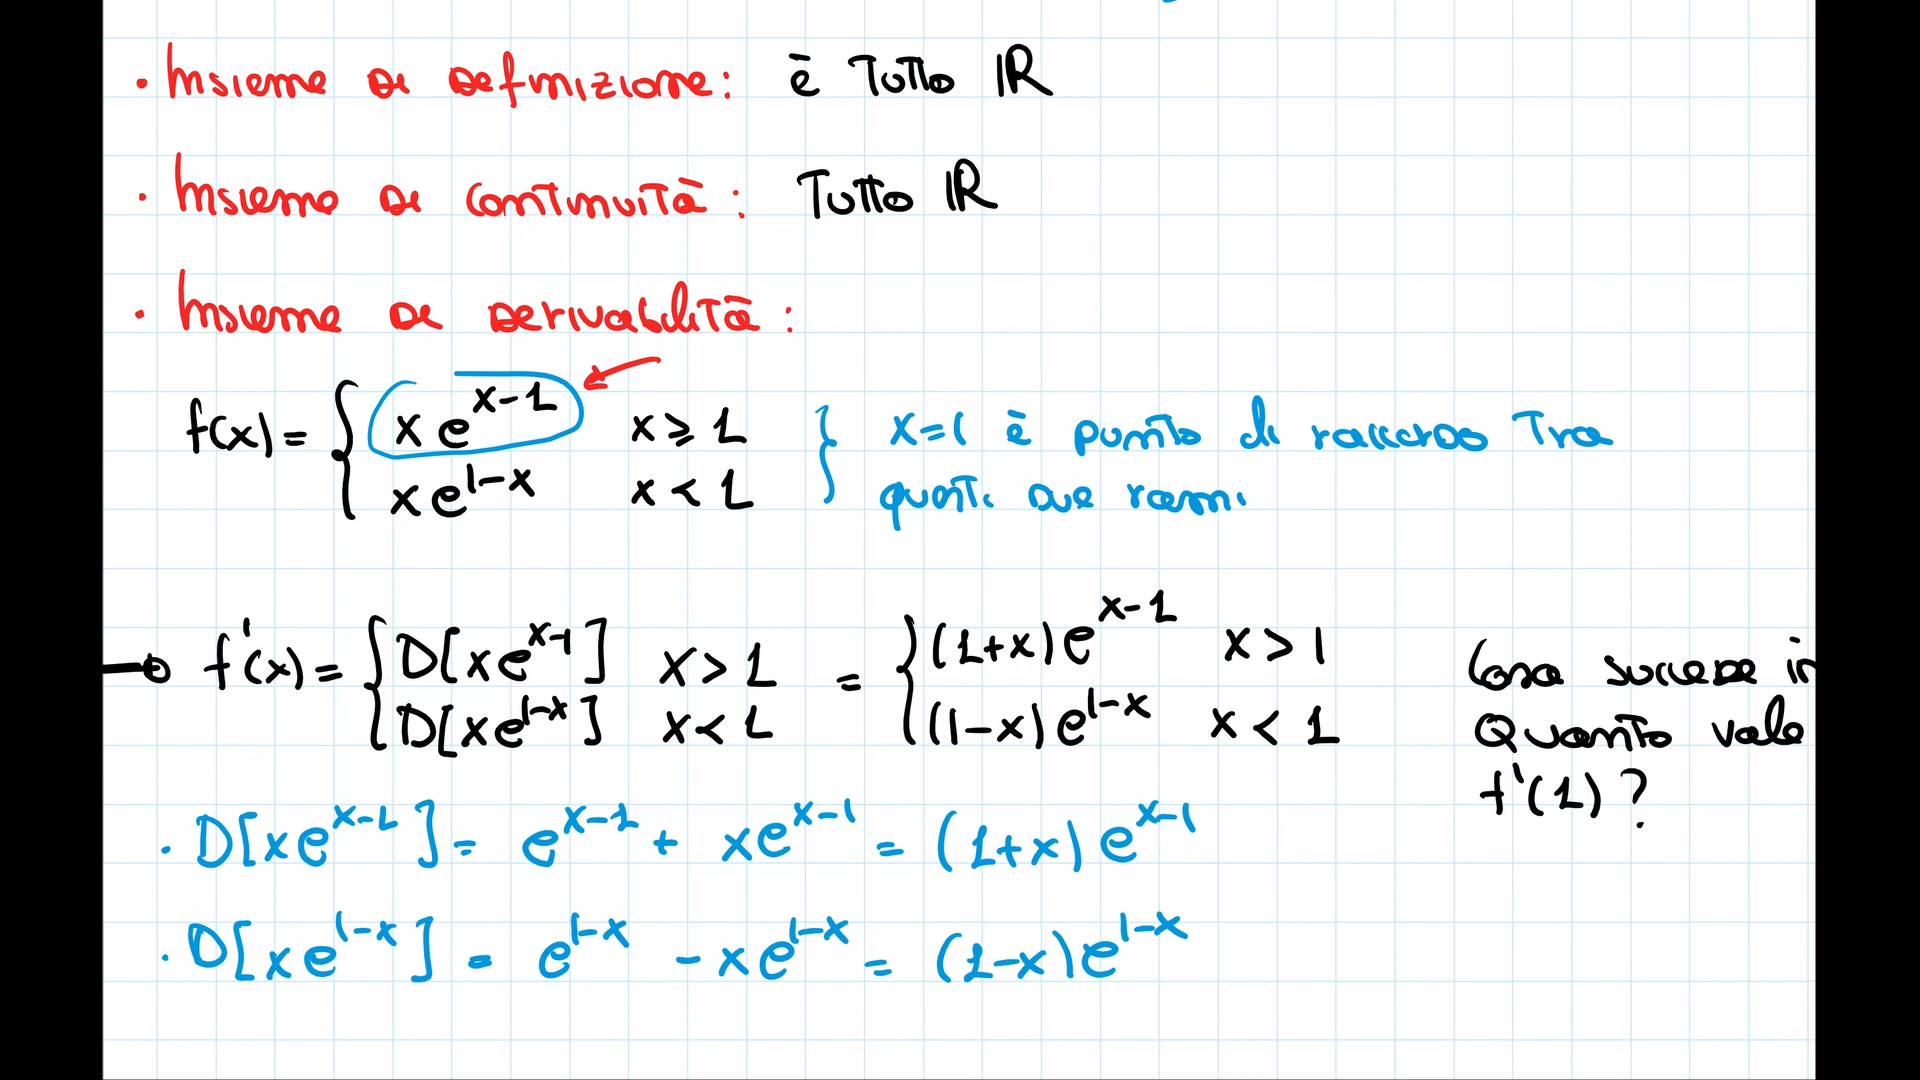 • Insieme di definizione: è tutto ℝ
• Insieme di continuità: Tutto ℝ
• Insieme di derivabilità:
f(x) = { x e^{x-1}   x ⩾ 1 } x=1 è punto di raccordo tra
x e^{1-x}   x < 1   questi due rami
→ f'(x) = { D[x e^{x-1}]   x > 1 = { (1+x) e^{x-1}   x > 1   Cosa succede in
D[x e^{1-x}]   x < 1   (1-x) e^{1-x}   x < 1   Quanto vale
f'(1)?
• D[x e^{x-1}] = e^{x-1} + x e^{x-1} = (1+x) e^{x-1}
• D[x e^{1-x}] = e^{1-x} - x e^{1-x} = (1-x) e^{1-x}